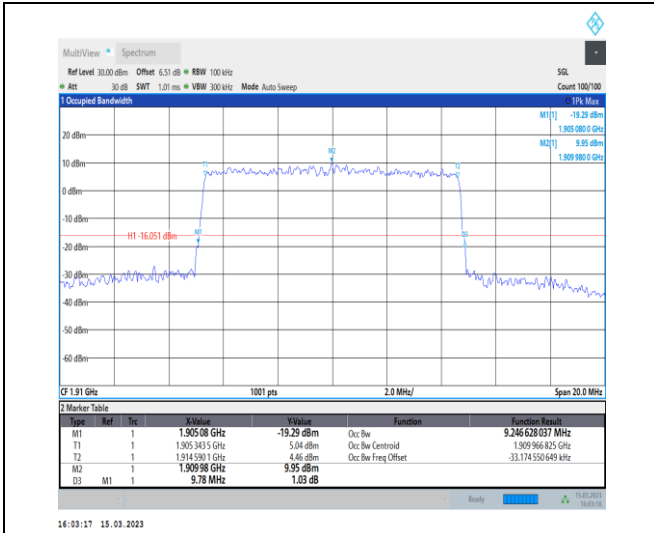 MultiView Spectrum
Ref Level 30.00 dBm Offset 6.51 dB RBW 100 kHz SGL
Att 30 dB SWT 1.01 ms VBW 300 kHz Mode Auto Sweep Count 100/100
1 Occupied Bandwidth 1Pk Max
M1[1] -19.29 dBm
1.905 080 0 GHz
M2[1] 9.95 dBm
1.909 980 0 GHz
20 dBm
10 dBm
0 dBm
-10 dBm
-30 dBm
-40 dBm
-50 dBm
-60 dBm
M2
T1
T2
H1 -16.051 dBm
M1
D3
CF 1.91 GHz 1001 pts 2.0 MHz/ Span 20.0 MHz
2 Marker Table
Type Ref Trc X-Value Y-Value Function Function Result
M1 1 1.90508 GHz -19.29 dBm Occ Bw 9.246 628 037 MHz
T1 1 1.905 343 5 GHz 5.04 dBm Occ Bw Centroid 1.909 966 825 GHz
T2 1 1.914 590 1 GHz 4.46 dBm Occ Bw Freq Offset -33.174 550 649 kHz
M2 1 1.90998 GHz 9.95 dBm
D3 M1 1 9.78 MHz 1.03 dB
Ready 15.03.2023
16:03:16
16:03:17 15.03.2023